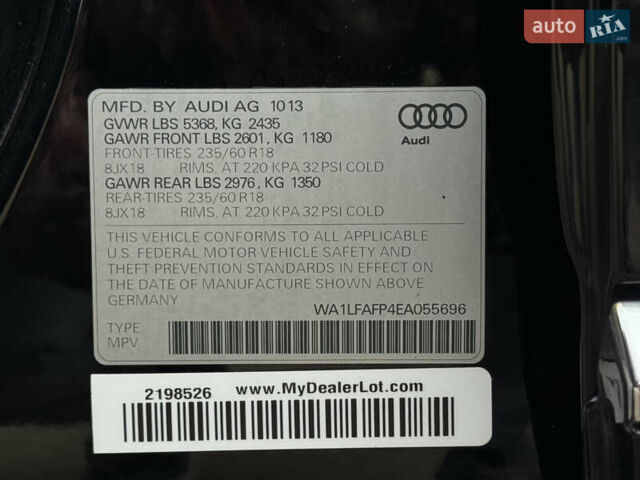 auto RIA .com
MFD. BY AUDI AG 1013
GVWR LBS 5368, KG 2435
GAWR FRONT LBS 2601, KG 1180
FRONT-TIRES 235/60 R18
8JX18 RIMS, AT 220 KPA 32 PSI COLD
GAWR REAR LBS 2976, KG 1350
REAR-TIRES 235/60 R18
8JX18 RIMS, AT 220 KPA 32 PSI COLD
Audi
THIS VEHICLE CONFORMS TO ALL APPLICABLE
U.S. FEDERAL MOTOR VEHICLE SAFETY AND
THEFT PREVENTION STANDARDS IN EFFECT ON
THE DATE OF MANUFACTURE SHOWN ABOVE
GERMANY
WA1LFAFP4EA055696
TYPE
MPV
2198526 www.MyDealerLot.com